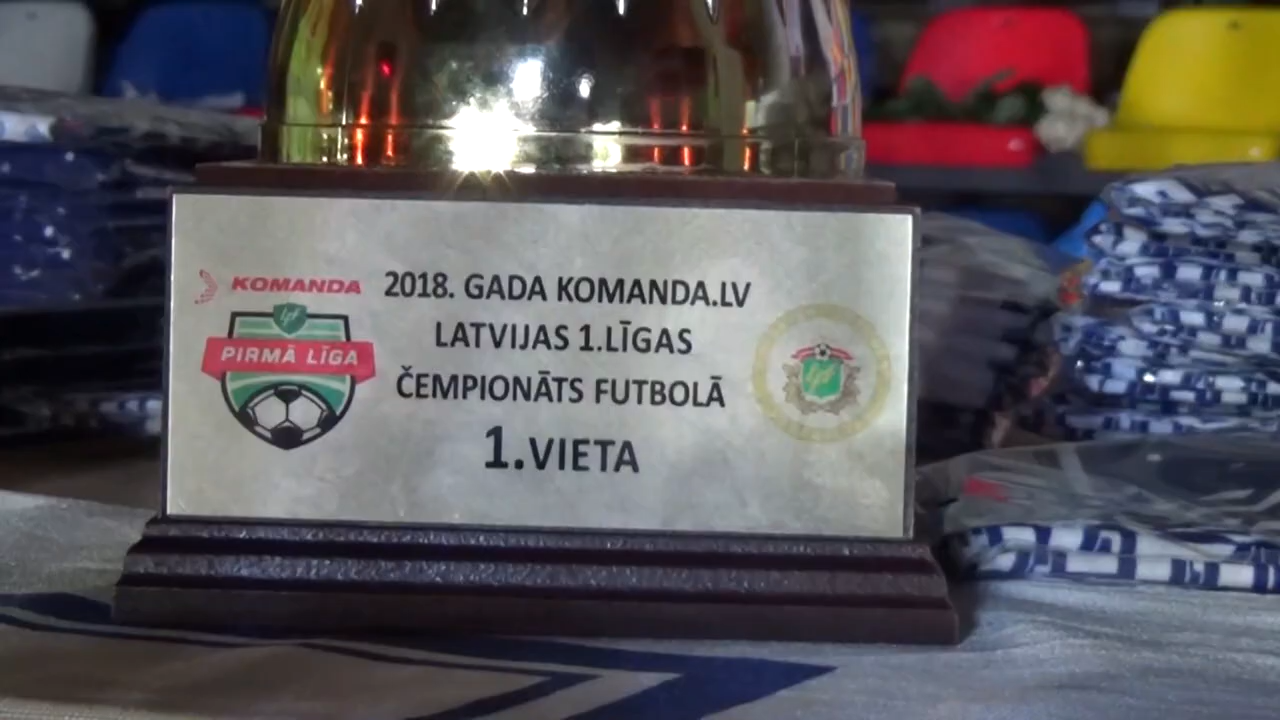 KOMANDA
PIRMĀ LĪGA
2018. GADA KOMANDA.LV
LATVIJAS 1.LĪGAS
ČEMPIONĀTS FUTBOLĀ
1.VIETA